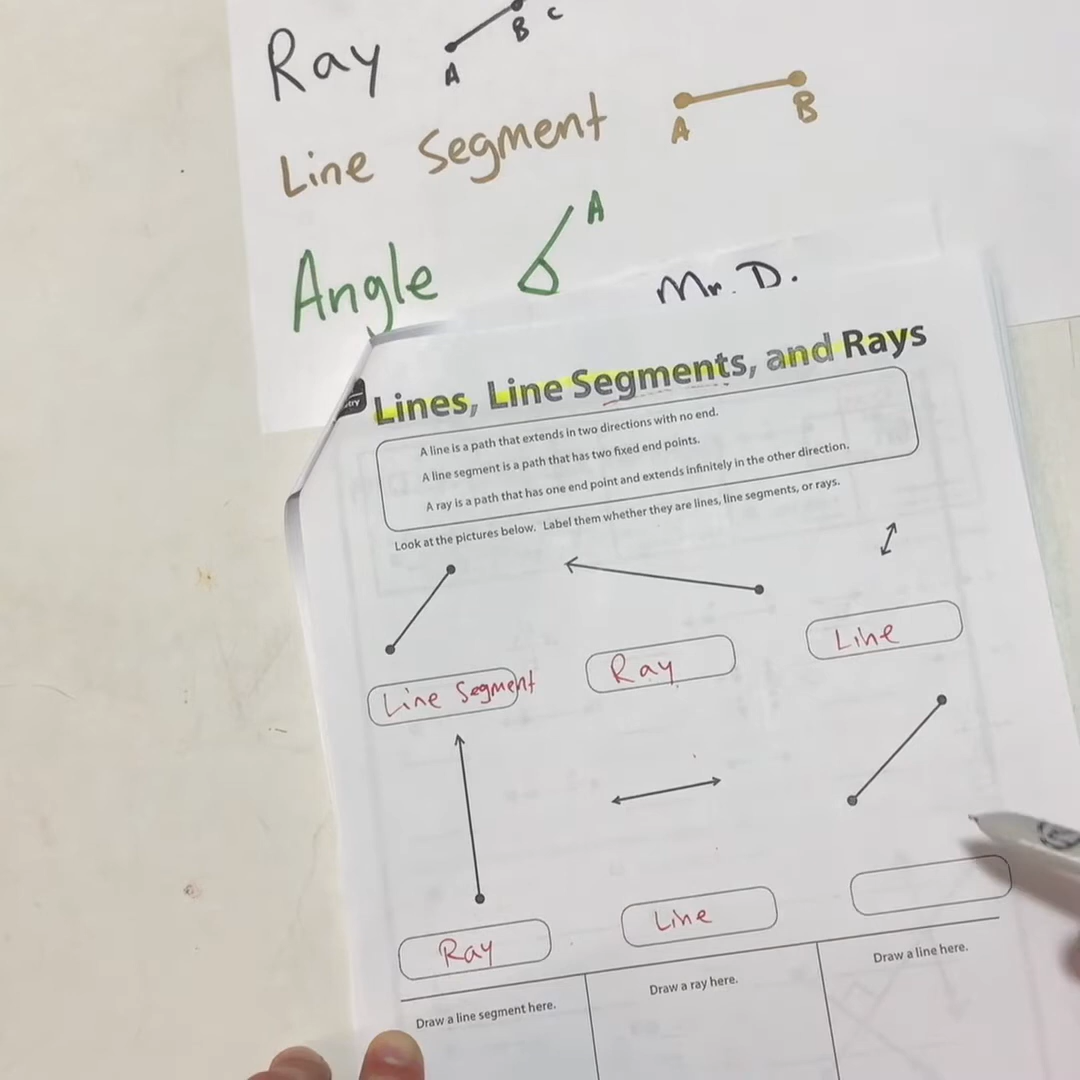 Ray
A
B
C
Line Segment
A
B
Angle
A
Mr. D.
Lines, Line Segments, and Rays
A line is a path that extends in two directions with no end.
A line segment is a path that has two fixed end points.
A ray is a path that has one end point and extends infinitely in the other direction.
Look at the pictures below. Label them whether they are lines, line segments, or rays.
Line Segment
Ray
Line
Ray
Line
Draw a line segment here.
Draw a ray here.
Draw a line here.